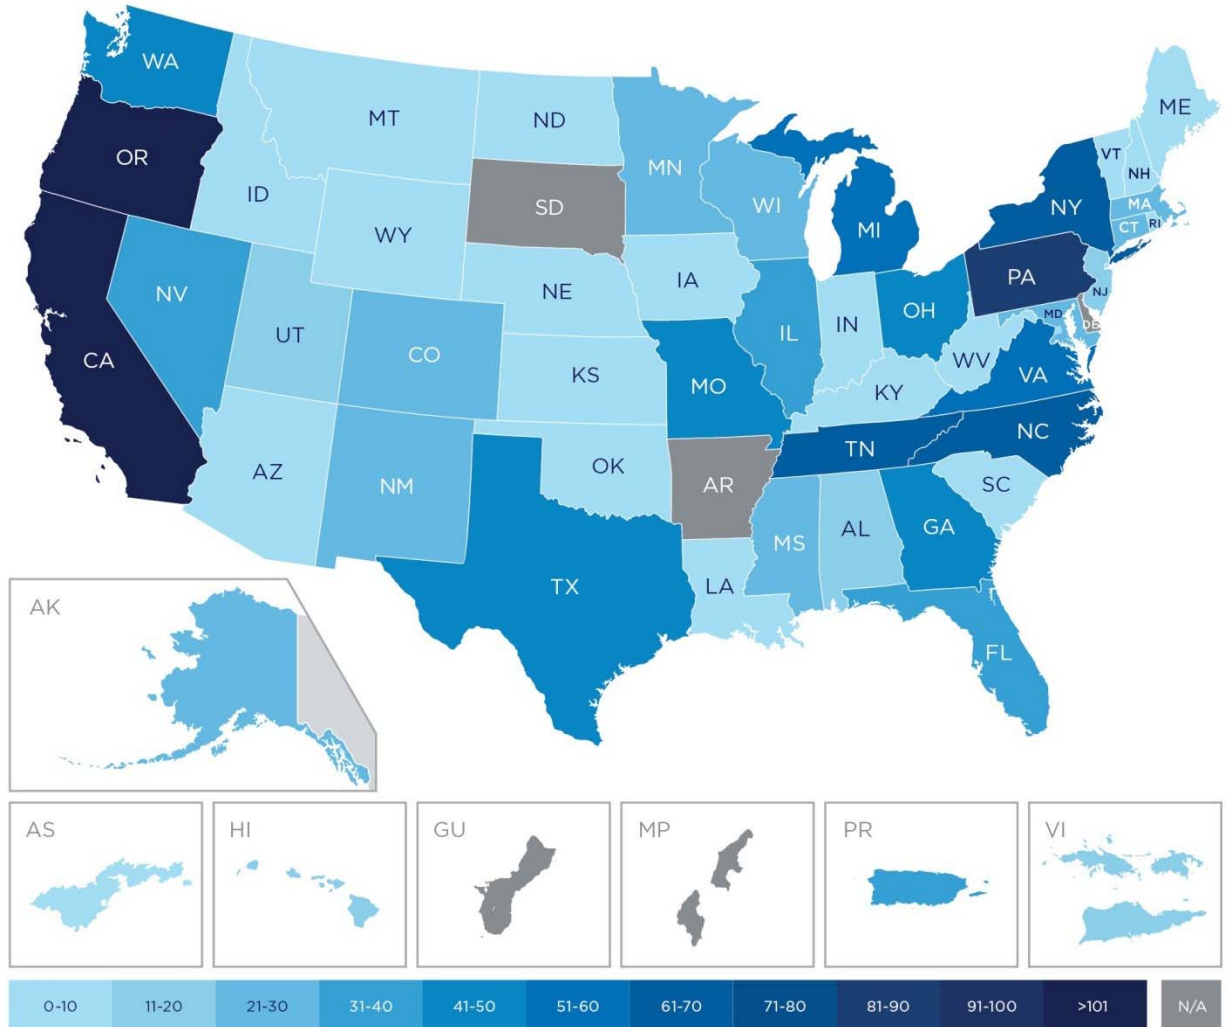 WA
MT
ND
ME
OR
MN
VT
ID
NH
SD
WI
NY
MA
WY
MI
CT
RI
PA
IA
NV
NE
NJ
OH
MD
UT
IL
IN
DE
CO
WV
CA
KS
VA
MO
KY
NC
TN
AZ
OK
NM
AR
SC
MS
AL
GA
TX
LA
AK
FL
AS
HI
GU
MP
PR
VI
0-10 11-20 21-30 31-40 41-50 51-60 61-70 71-80 81-90 91-100 >101 N/A